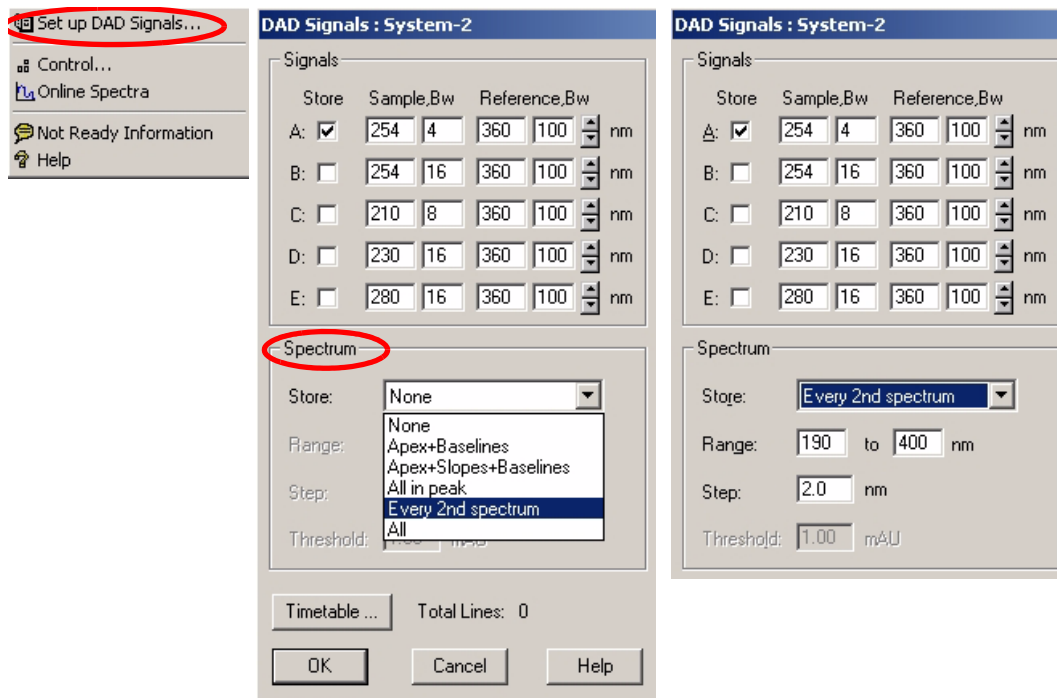 Set up DAD Signals...
Control...
Online Spectra
Not Ready Information
Help
DAD Signals : System-2
Signals
Store Sample,Bw Reference,Bw
A: 254 4 360 100 nm
B: 254 16 360 100 nm
C: 210 8 360 100 nm
D: 230 16 360 100 nm
E: 280 16 360 100 nm
Spectrum
Store: None
None
Range: Apex+Baselines
Apex+Slopes+Baselines
Step: All in peak
Every 2nd spectrum
Threshold: All
Timetable ... Total Lines: 0
OK Cancel Help
DAD Signals : System-2
Signals
Store Sample,Bw Reference,Bw
A: 254 4 360 100 nm
B: 254 16 360 100 nm
C: 210 8 360 100 nm
D: 230 16 360 100 nm
E: 280 16 360 100 nm
Spectrum
Store: Every 2nd spectrum
Range: 190 to 400 nm
Step: 2.0 nm
Threshold: 1.00 mAU